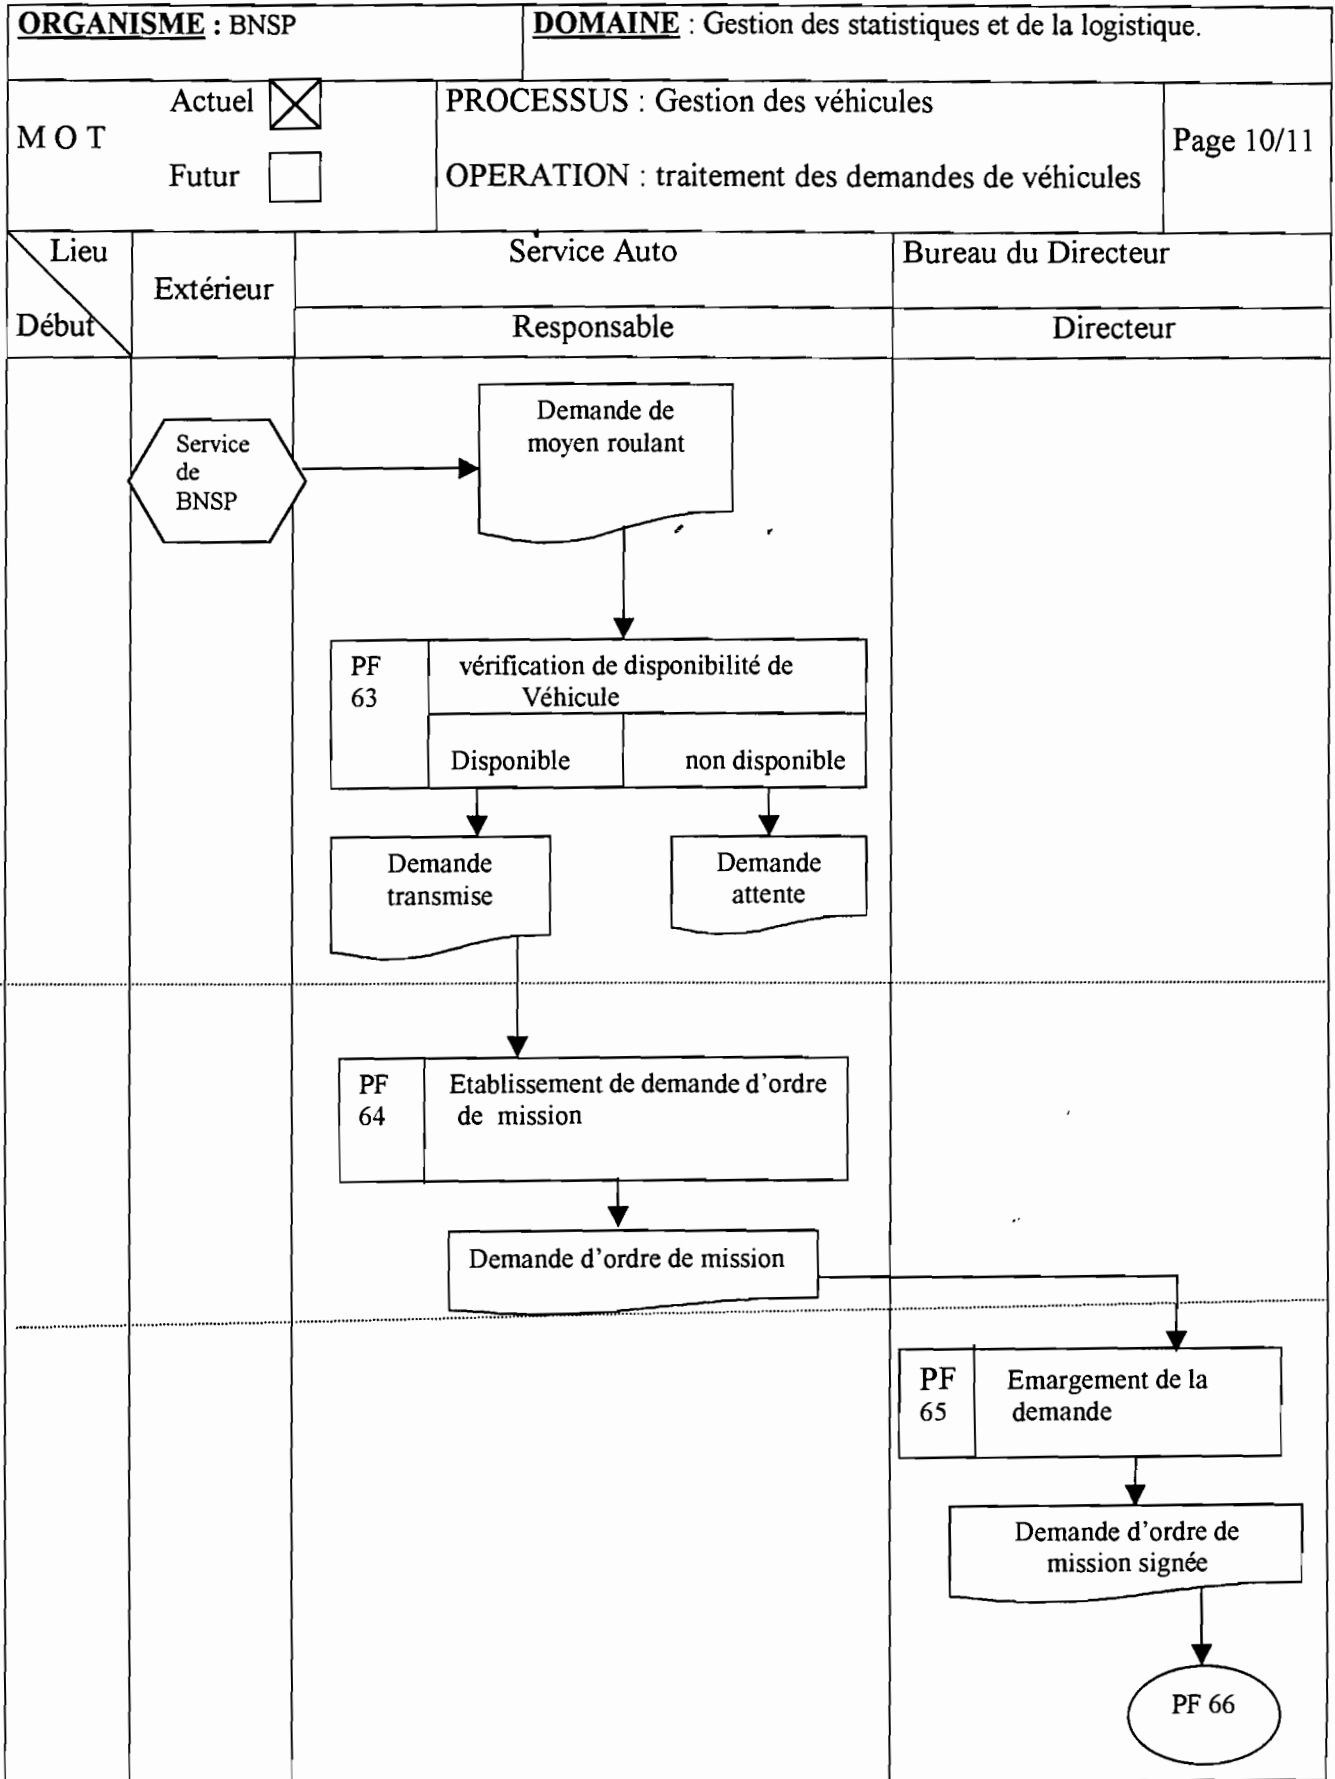 ORGANISME : BNSP
DOMAINE : Gestion des statistiques et de la logistique.
M O T
Actuel
Futur
PROCESSUS : Gestion des véhicules
OPERATION : traitement des demandes de véhicules
Page 10/11
Lieu
Début
Extérieur
Service Auto
Responsable
Bureau du Directeur
Directeur
Service
de
BNSP
Demande de
moyen roulant
PF
63
vérification de disponibilité de
Véhicule
Disponible
non disponible
Demande
transmise
Demande
attente
PF
64
Etablissement de demande d'ordre
de mission
Demande d'ordre de mission
PF
65
Emargement de la
demande
Demande d'ordre de
mission signée
PF 66